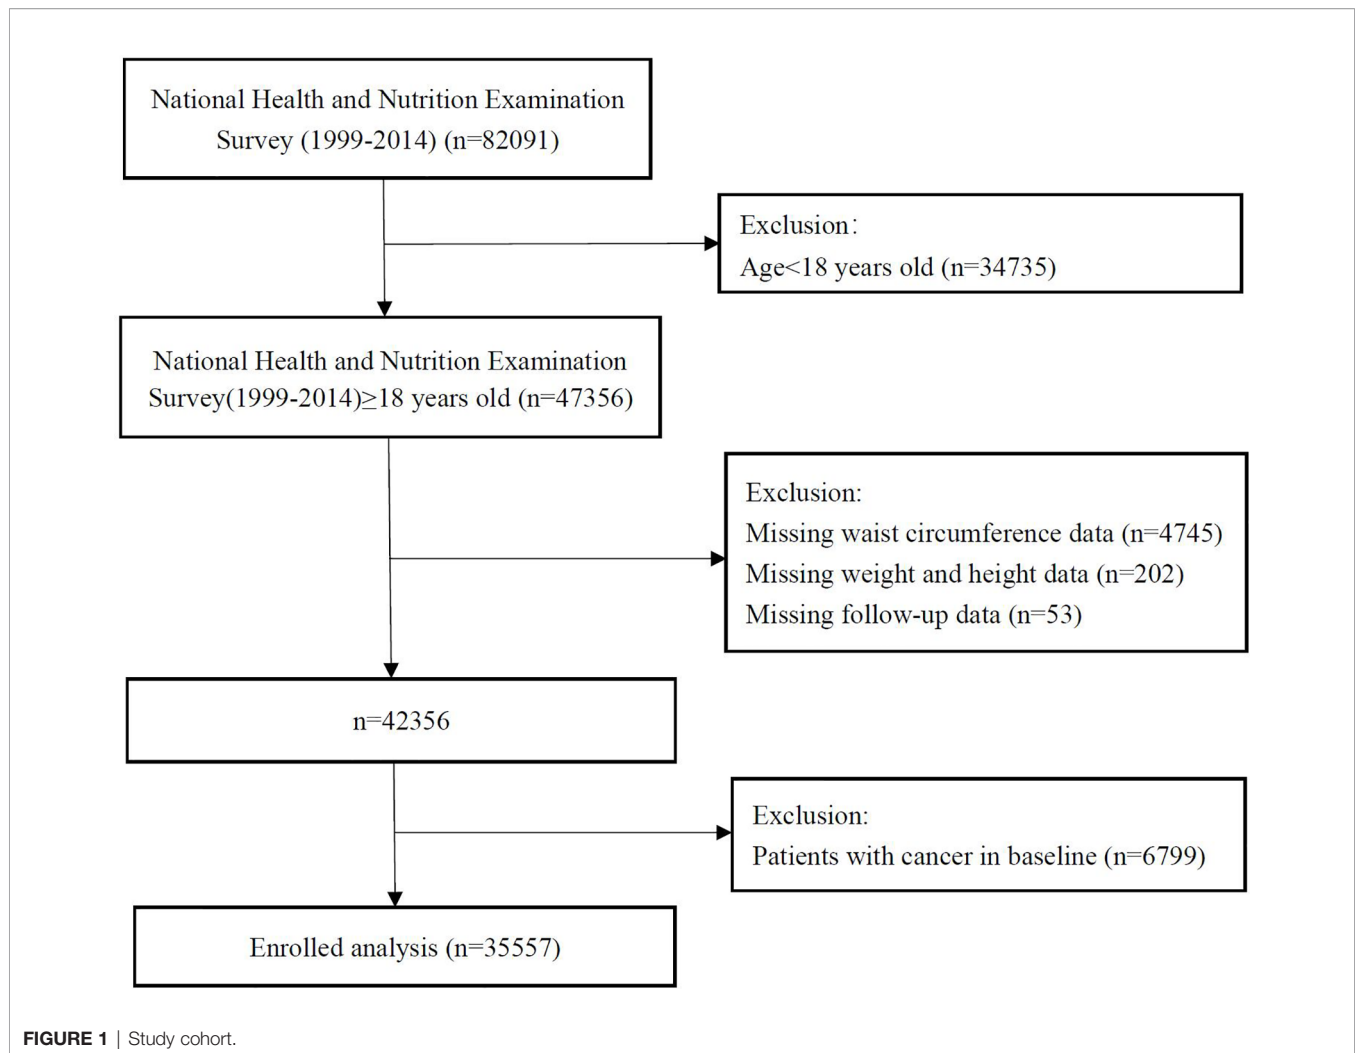 National Health and Nutrition Examination
Survey (1999-2014) (n=82091)
Exclusion:
Age<18 years old (n=34735)
National Health and Nutrition Examination
Survey(1999-2014)≥18 years old (n=47356)
Exclusion:
Missing waist circumference data (n=4745)
Missing weight and height data (n=202)
Missing follow-up data (n=53)
n=42356
Exclusion:
Patients with cancer in baseline (n=6799)
Enrolled analysis (n=35557)
FIGURE 1 | Study cohort.